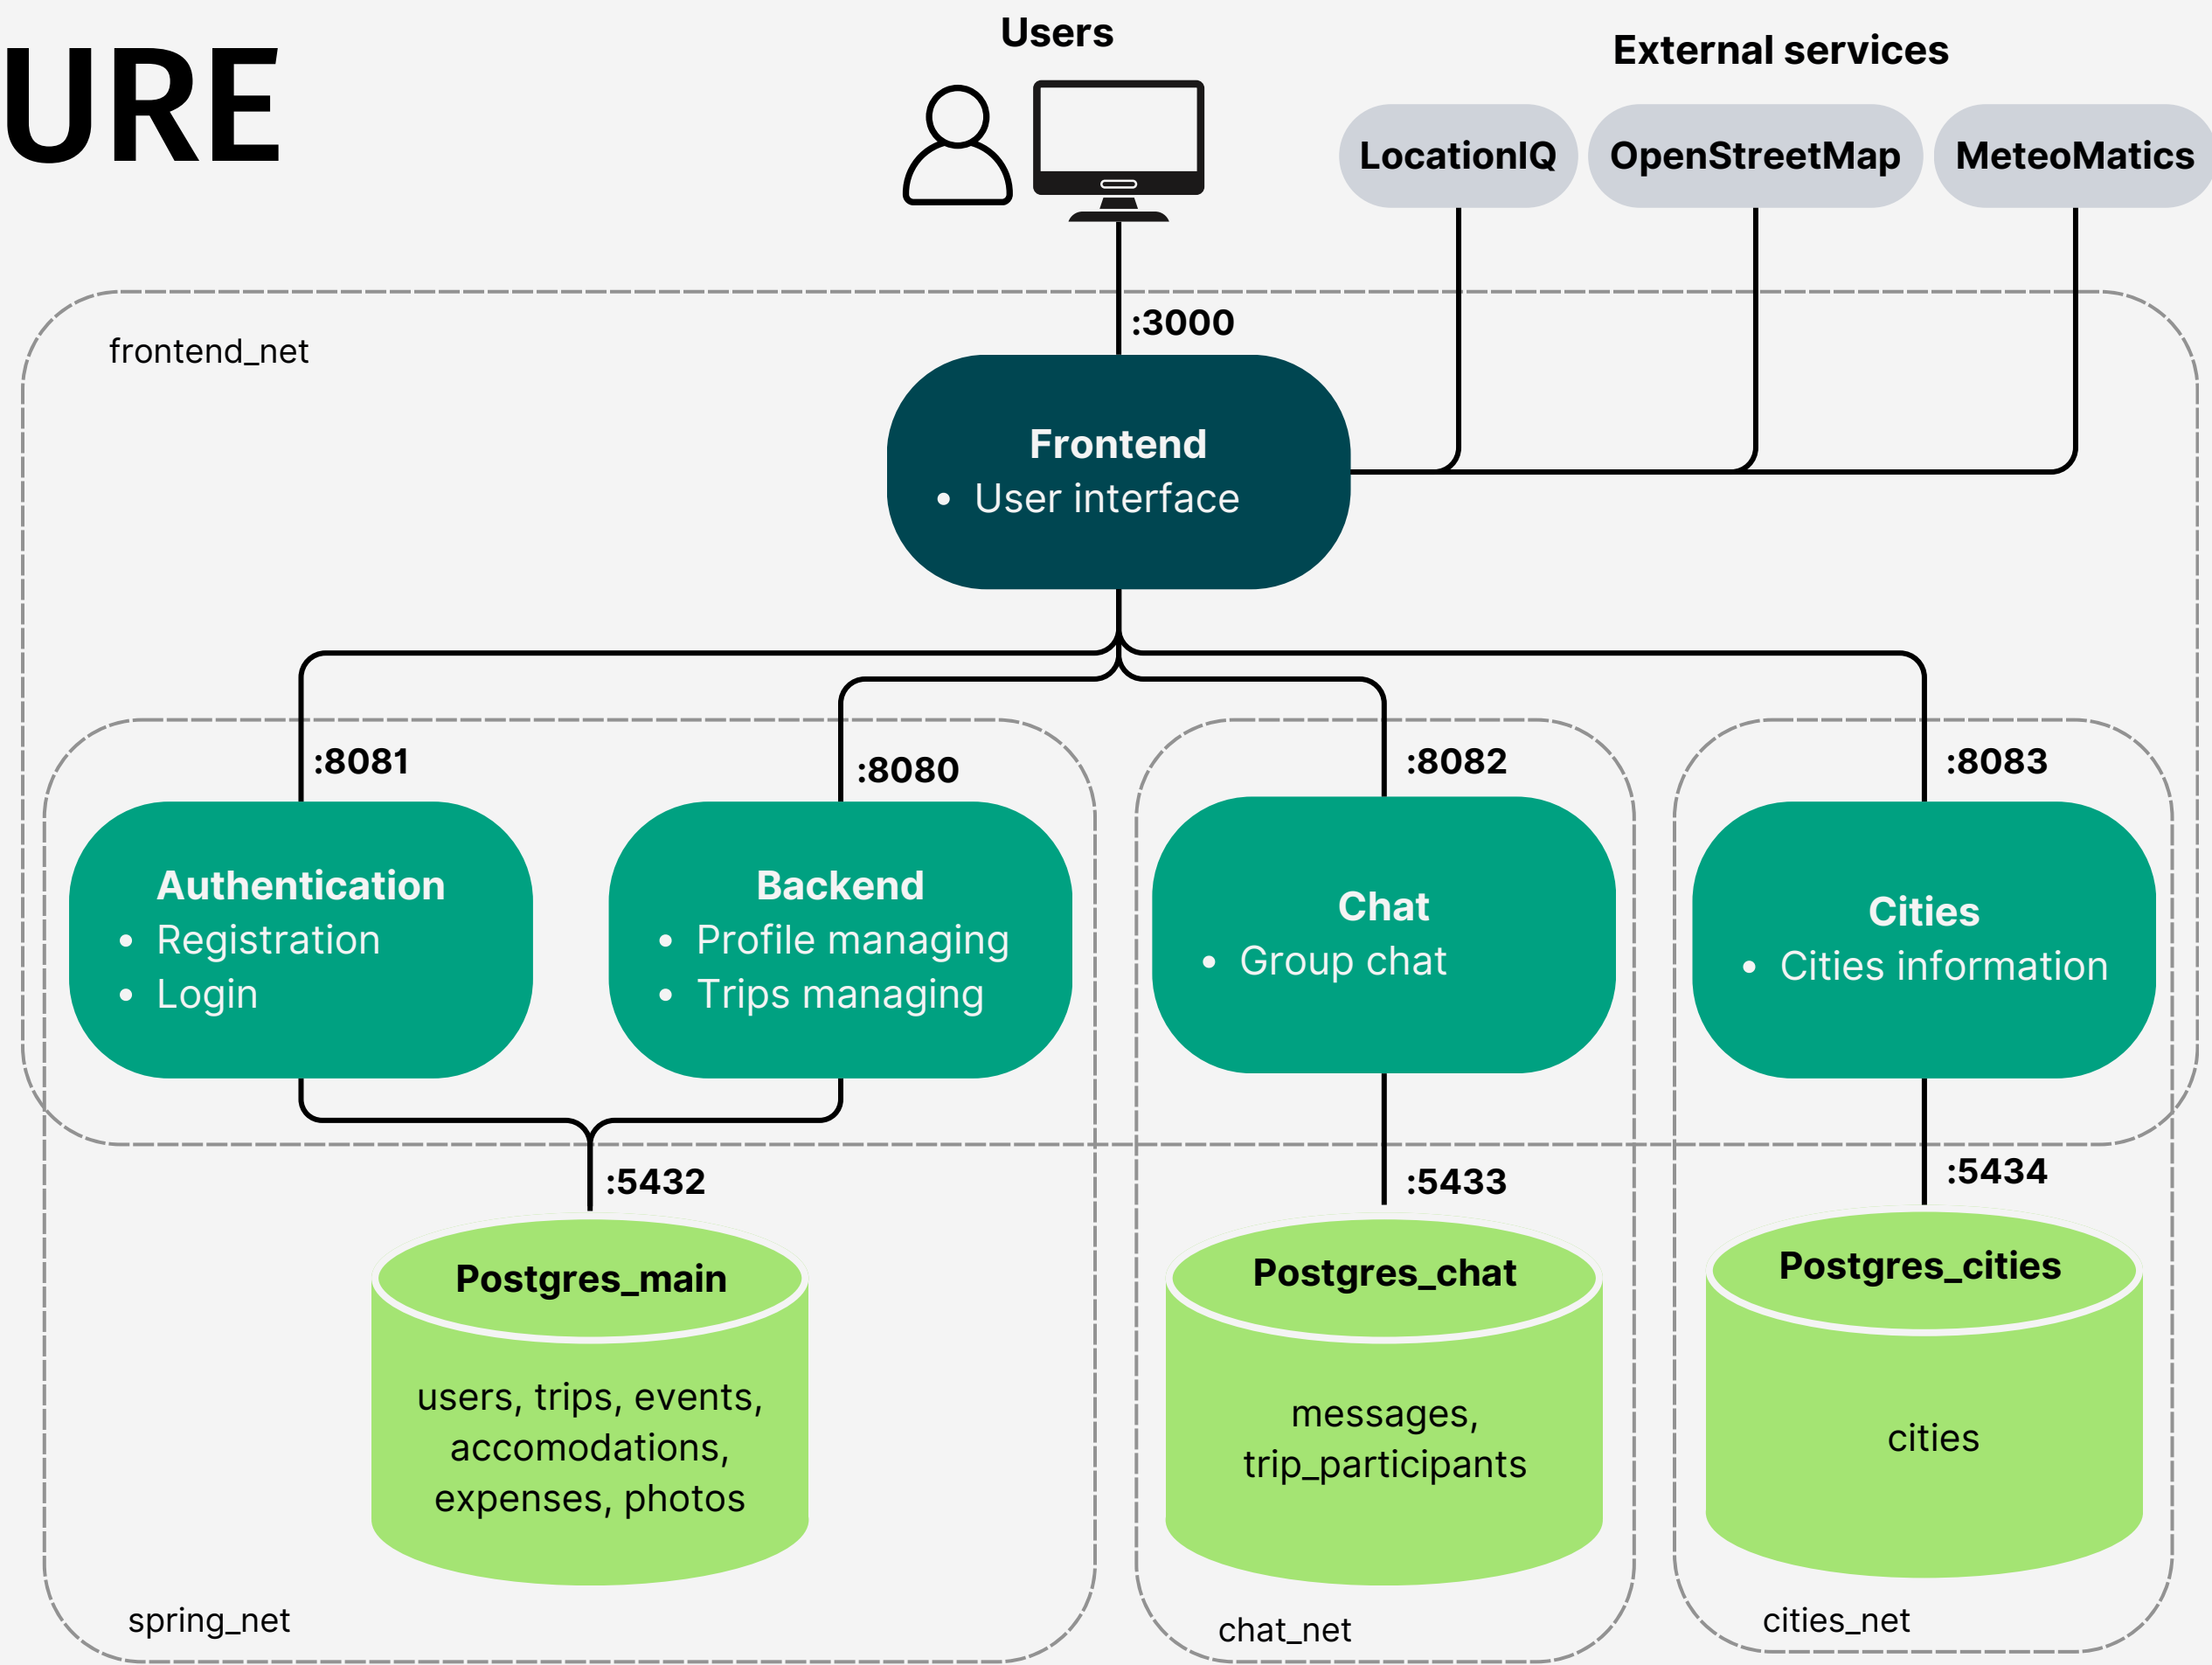 URE
Users
External services
LocationIQ
OpenStreetMap
MeteoMatics
:3000
frontend_net
Frontend
• User interface
:8081
:8080
:8082
:8083
Authentication
• Registration
• Login
Backend
• Profile managing
• Trips managing
Chat
• Group chat
Cities
• Cities information
:5432
:5433
:5434
Postgres_main
users, trips, events,
accomodations,
expenses, photos
Postgres_chat
messages,
trip_participants
Postgres_cities
cities
spring_net
chat_net
cities_net